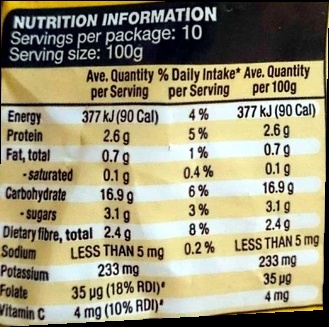 NUTRITION INFORMATION
Servings per package: 10
Serving size: 100g
Ave. Quantity per Serving % Daily Intake* per Serving Ave. Quantity per 100g
Energy 377 kJ (90 Cal) 4 % 377 kJ (90 Cal)
Protein 2.6 g 5 % 2.6 g
Fat, total 0.7 g 1 % 0.7 g
- saturated 0.1 g 0.4 % 0.1 g
Carbohydrate 16.9 g 6 % 16.9 g
- sugars 3.1 g 3 % 3.1 g
Dietary fibre, total 2.4 g 8 % 2.4 g
Sodium LESS THAN 5 mg 0.2 % LESS THAN 5 mg
Potassium 233 mg 233 mg
Folate 35 µg (18% RDI)• 35 µg
Vitamin C 4 mg (10% RDI)• 4 mg